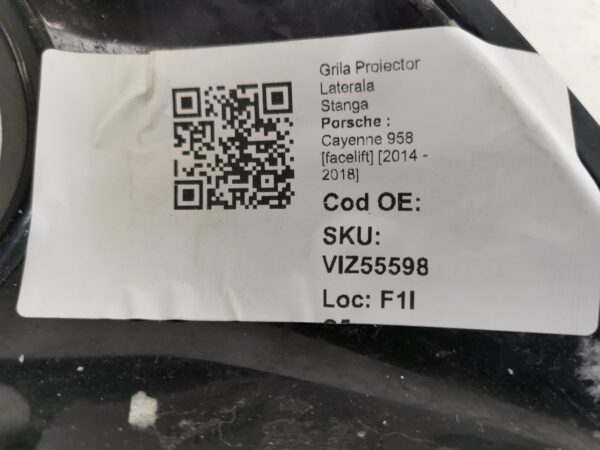 Grila Proiector
Laterala
Stanga
Porsche :
Cayenne 958
[facelift] [2014 -
2018]
Cod OE:
SKU:
VIZ55598
Loc: F1I